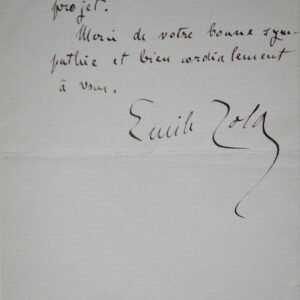 projet.
Merci de votre bonne sym-
pathie et bien cordialement
à vous.
Emile Zola